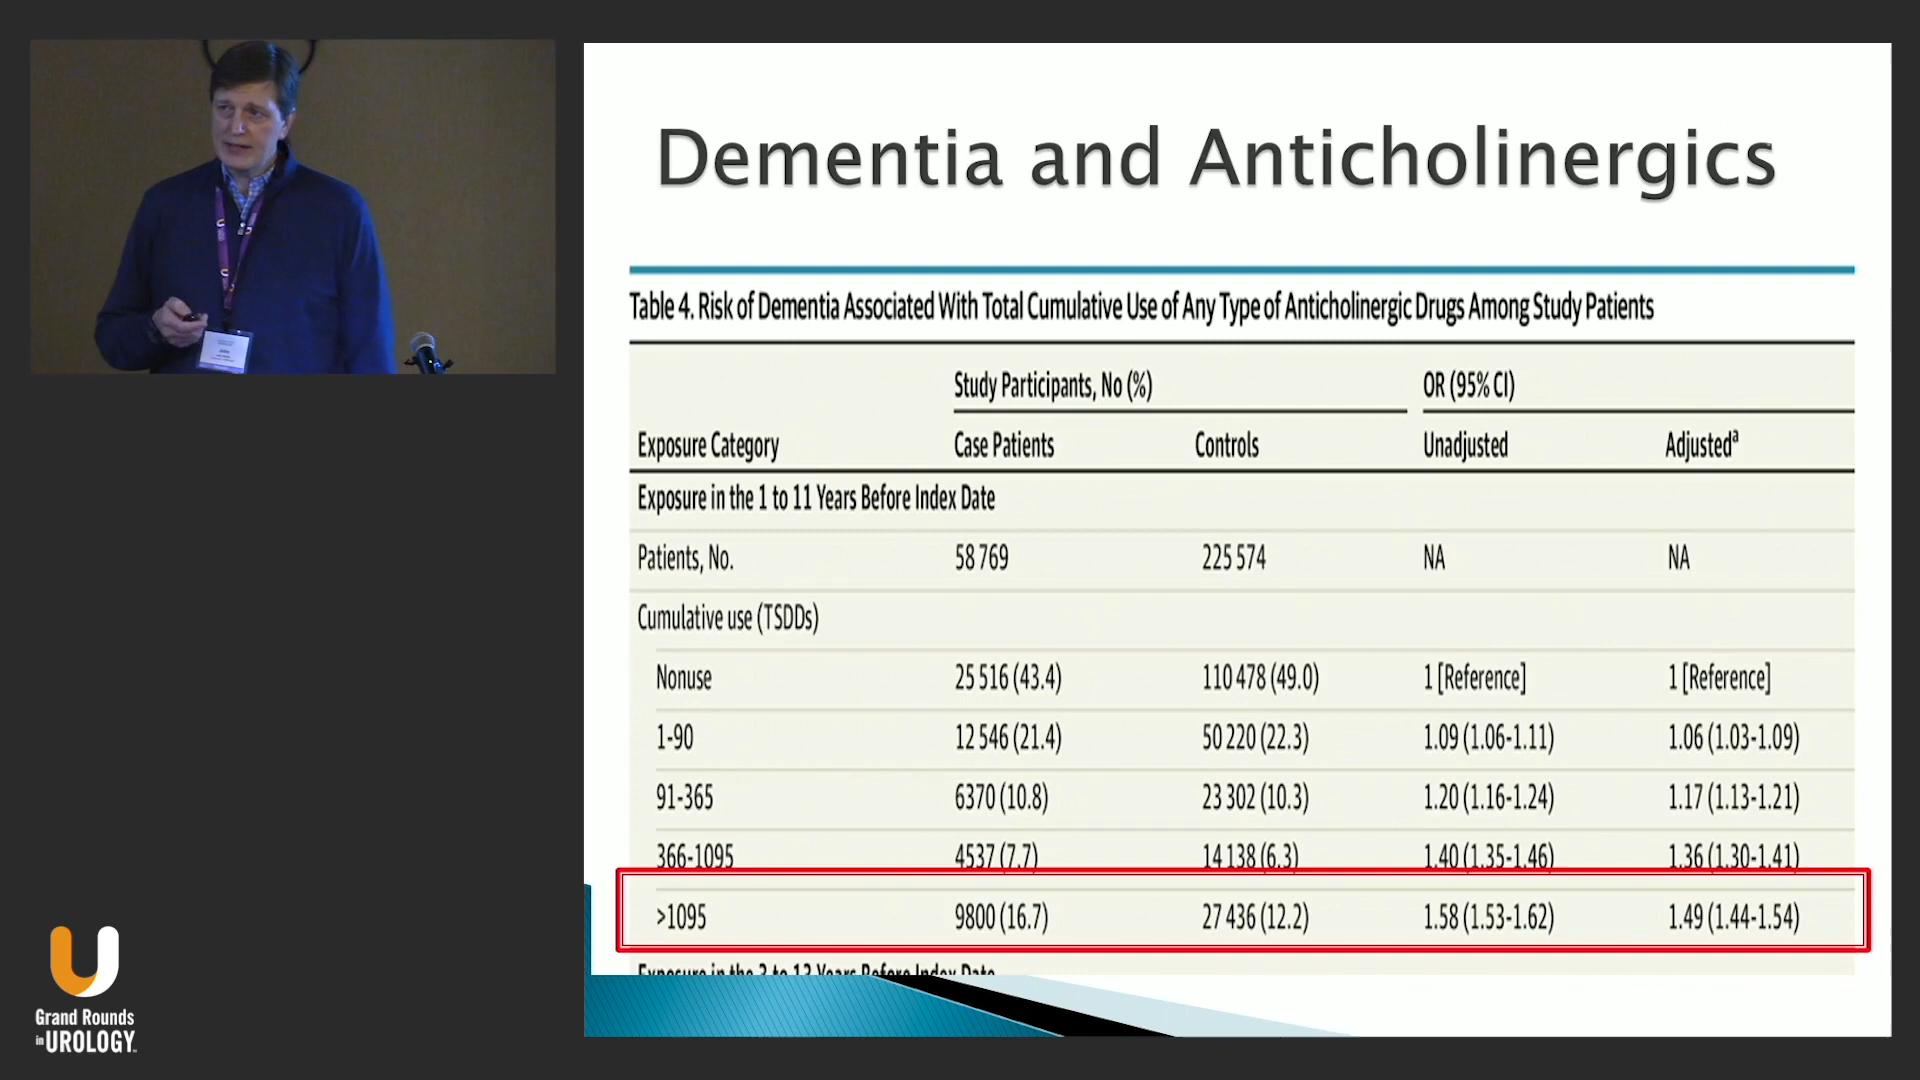 Dementia and Anticholinergics
Table 4. Risk of Dementia Associated With Total Cumulative Use of Any Type of Anticholinergic Drugs Among Study Patients
Study Participants, No (%) OR (95% CI)
Exposure Category Case Patients Controls Unadjusted Adjustedª
Exposure in the 1 to 11 Years Before Index Date
Patients, No. 58 769 225 574 NA NA
Cumulative use (TSDDs)
Nonuse 25 516 (43.4) 110 478 (49.0) 1 [Reference] 1 [Reference]
1-90 12 546 (21.4) 50 220 (22.3) 1.09 (1.06-1.11) 1.06 (1.03-1.09)
91-365 6370 (10.8) 23 302 (10.3) 1.20 (1.16-1.24) 1.17 (1.13-1.21)
366-1095 4537 (7.7) 14 138 (6.3) 1.40 (1.35-1.46) 1.36 (1.30-1.41)
>1095 9800 (16.7) 27 436 (12.2) 1.58 (1.53-1.62) 1.49 (1.44-1.54)
Exposure in the 3 to 13 Years Before Index Date
Grand Rounds
in UROLOGY